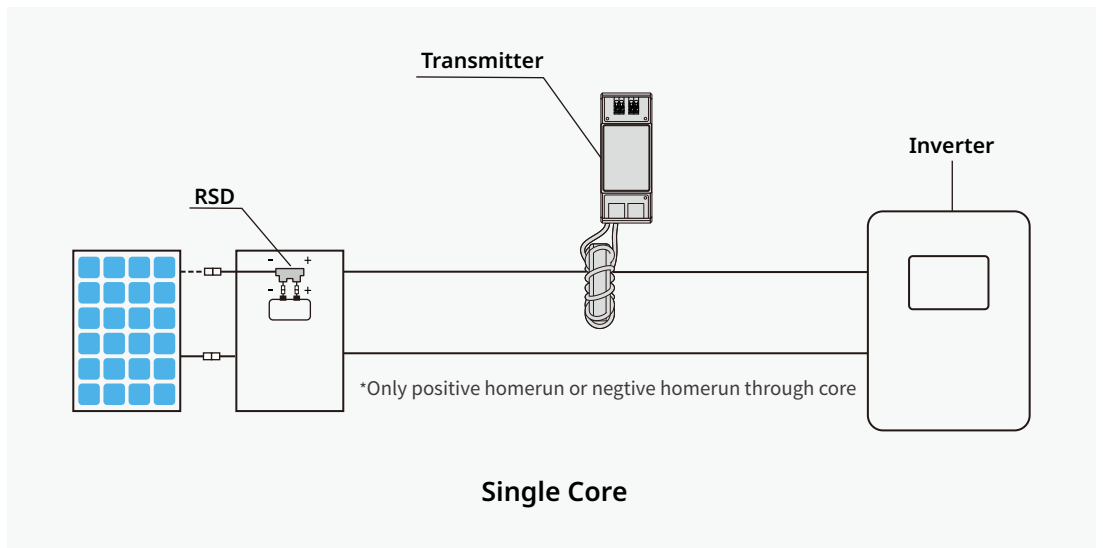 Transmitter
Inverter
RSD
- +
- +
*Only positive homerun or negtive homerun through core
Single Core